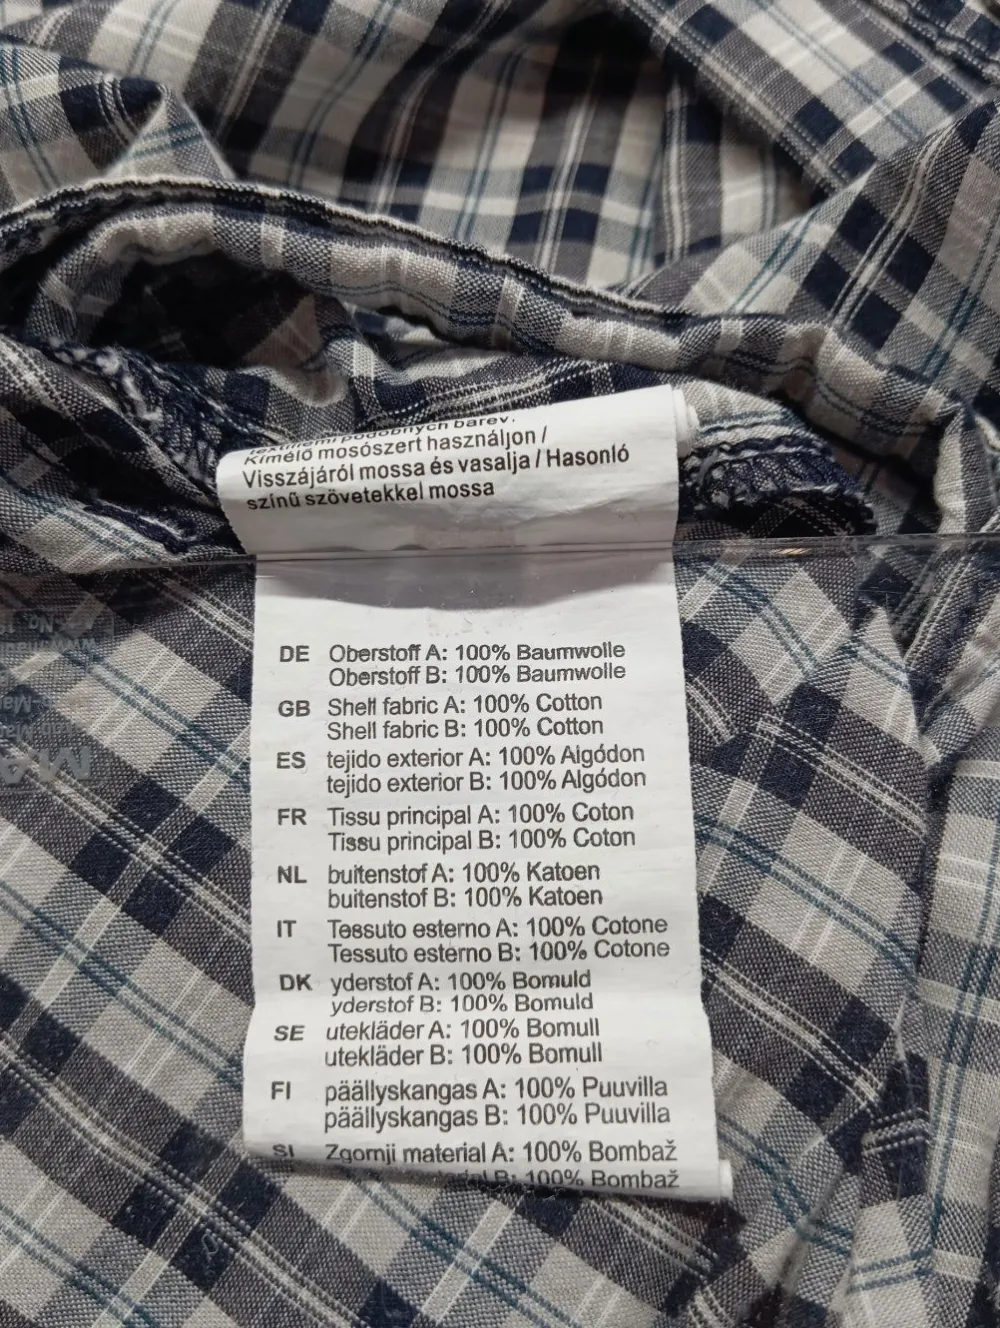 textilemi podobných barev.
Kímélő mosószert használjon /
Visszájáról mossa és vasalja / Hasonló
színű szövetekkel mossa
DE Oberstoff A: 100% Baumwolle
Oberstoff B: 100% Baumwolle
GB Shell fabric A: 100% Cotton
Shell fabric B: 100% Cotton
ES tejido exterior A: 100% Algódon
tejido exterior B: 100% Algódon
FR Tissu principal A: 100% Coton
Tissu principal B: 100% Coton
NL buitenstof A: 100% Katoen
buitenstof B: 100% Katoen
IT Tessuto esterno A: 100% Cotone
Tessuto esterno B: 100% Cotone
DK yderstof A: 100% Bomuld
yderstof B: 100% Bomuld
SE utekläder A: 100% Bomull
utekläder B: 100% Bomull
FI päällyskangas A: 100% Puuvilla
päällyskangas B: 100% Puuvilla
SI Zgornji material A: 100% Bombaž
material B: 100% Bombaž